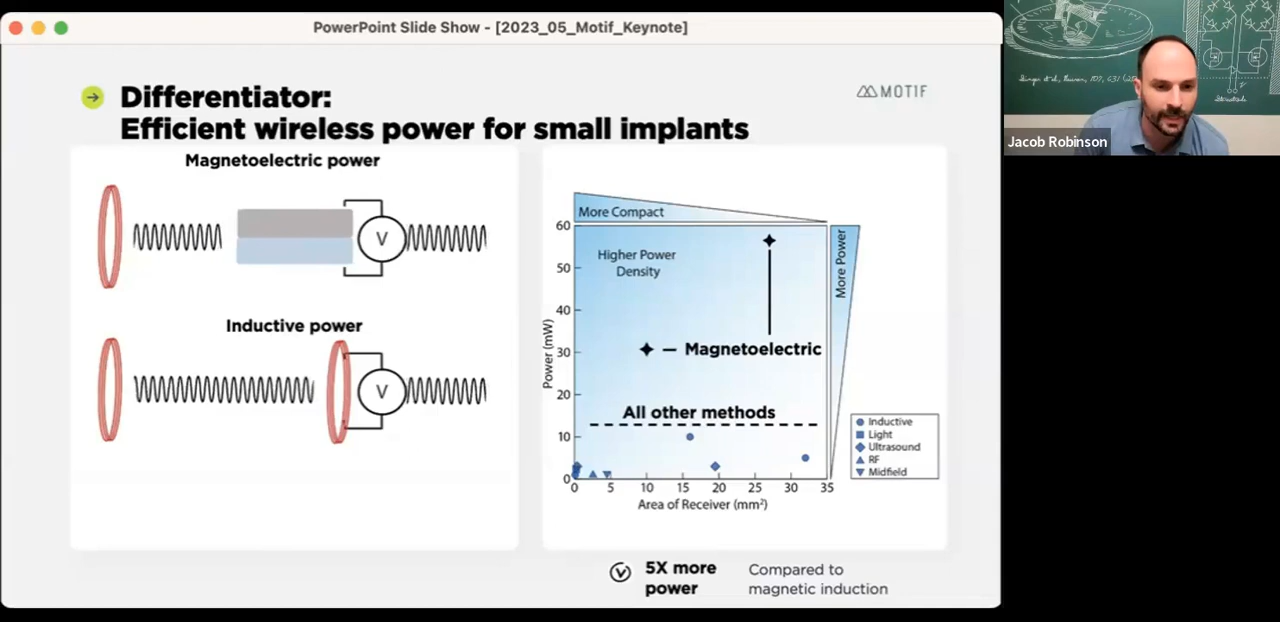 PowerPoint Slide Show - [2023_05_Motif_Keynote]
Differentiator:
Efficient wireless power for small implants
MOTIF
Magnetoelectric power
V
Inductive power
V
More Compact
Higher Power
Density
More Power
Power (mW)
60
50
40
30
20
10
0
Magnetoelectric
All other methods
0 5 10 15 20 25 30 35
Area of Receiver (mm²)
Inductive
Light
Ultrasound
RF
Midfield
5X more
power
Compared to
magnetic induction
Jacob Robinson